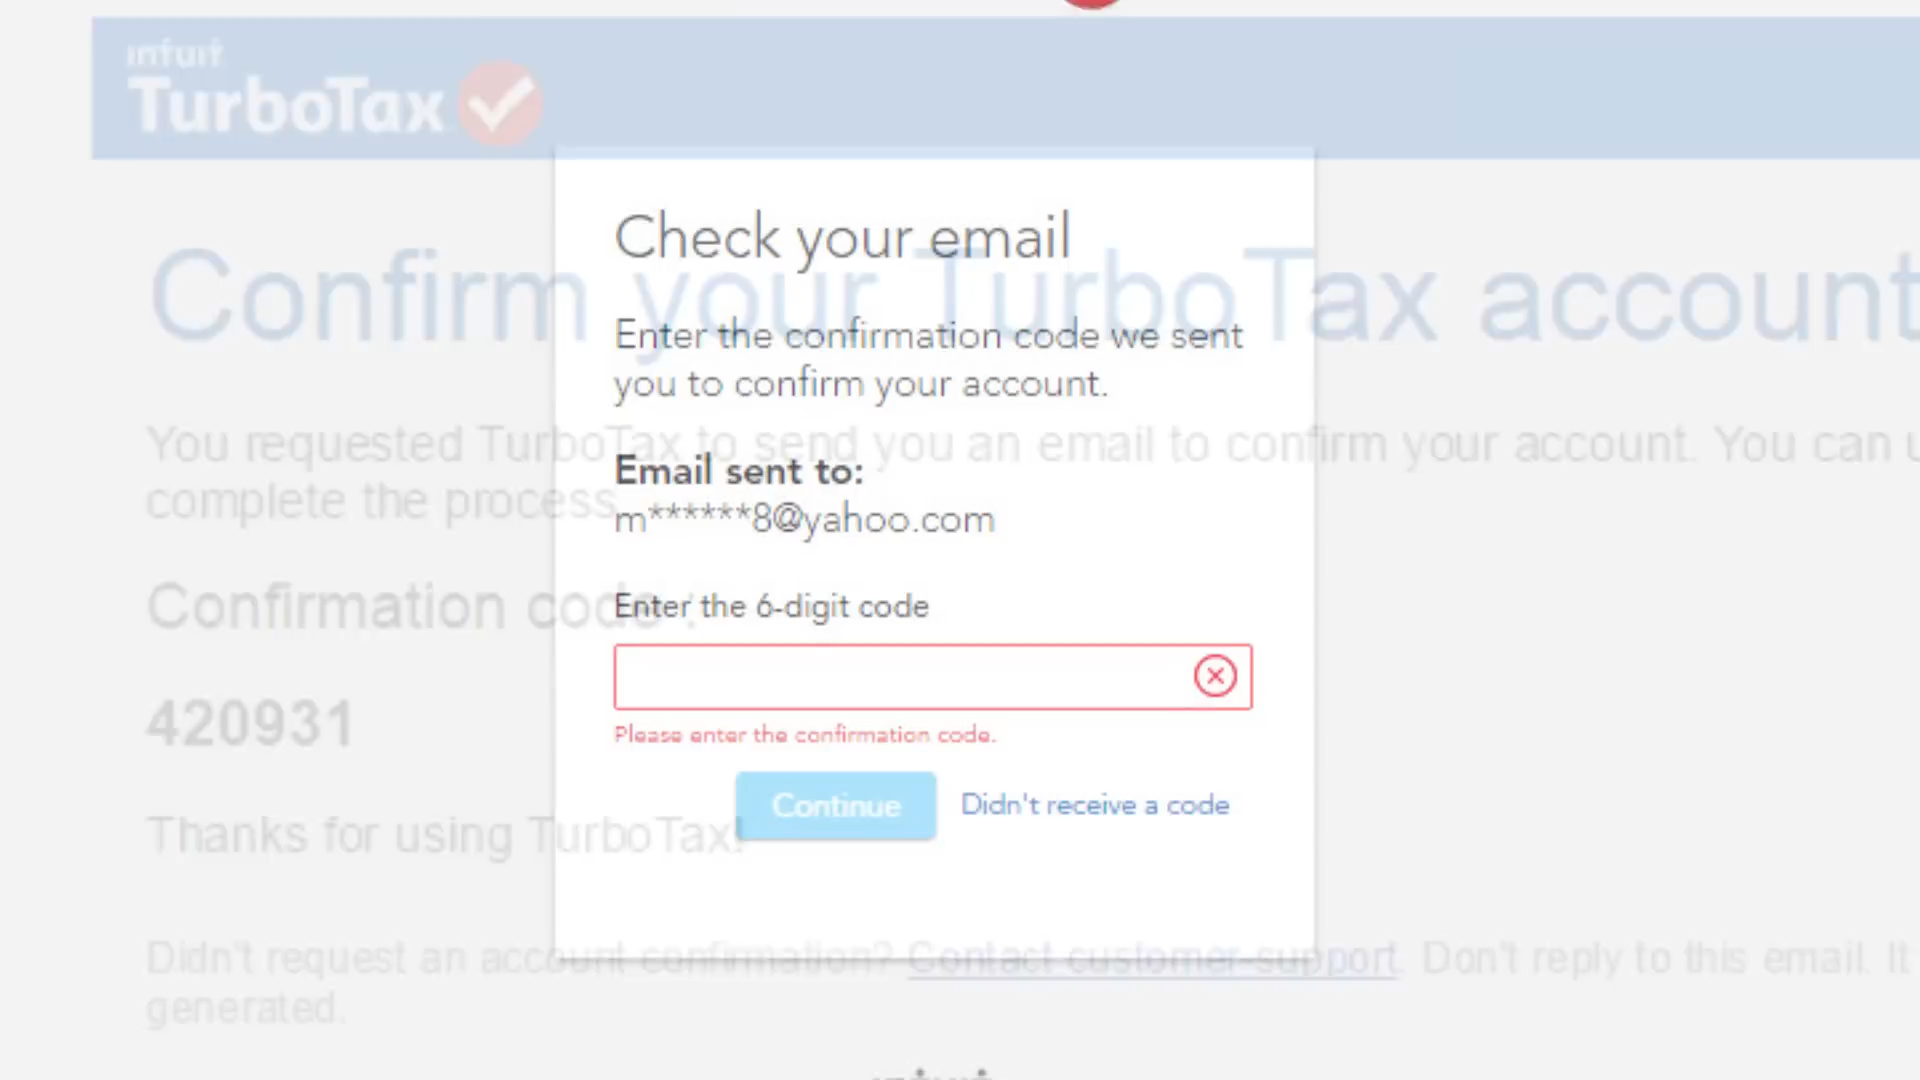 intuit
TurboTax
Check your email
Confirm your TurboTax account
Enter the confirmation code we sent
you to confirm your account.
You requested TurboTax to send you an email to confirm your account. You can u
Email sent to:
complete the process
m******8@yahoo.com
Confirmation code :
Enter the 6-digit code
420931
Please enter the confirmation code.
Continue
Didn't receive a code
Thanks for using TurboTax!
Didn't request an account confirmation? Contact customer support. Don't reply to this email. It
generated.
intuit